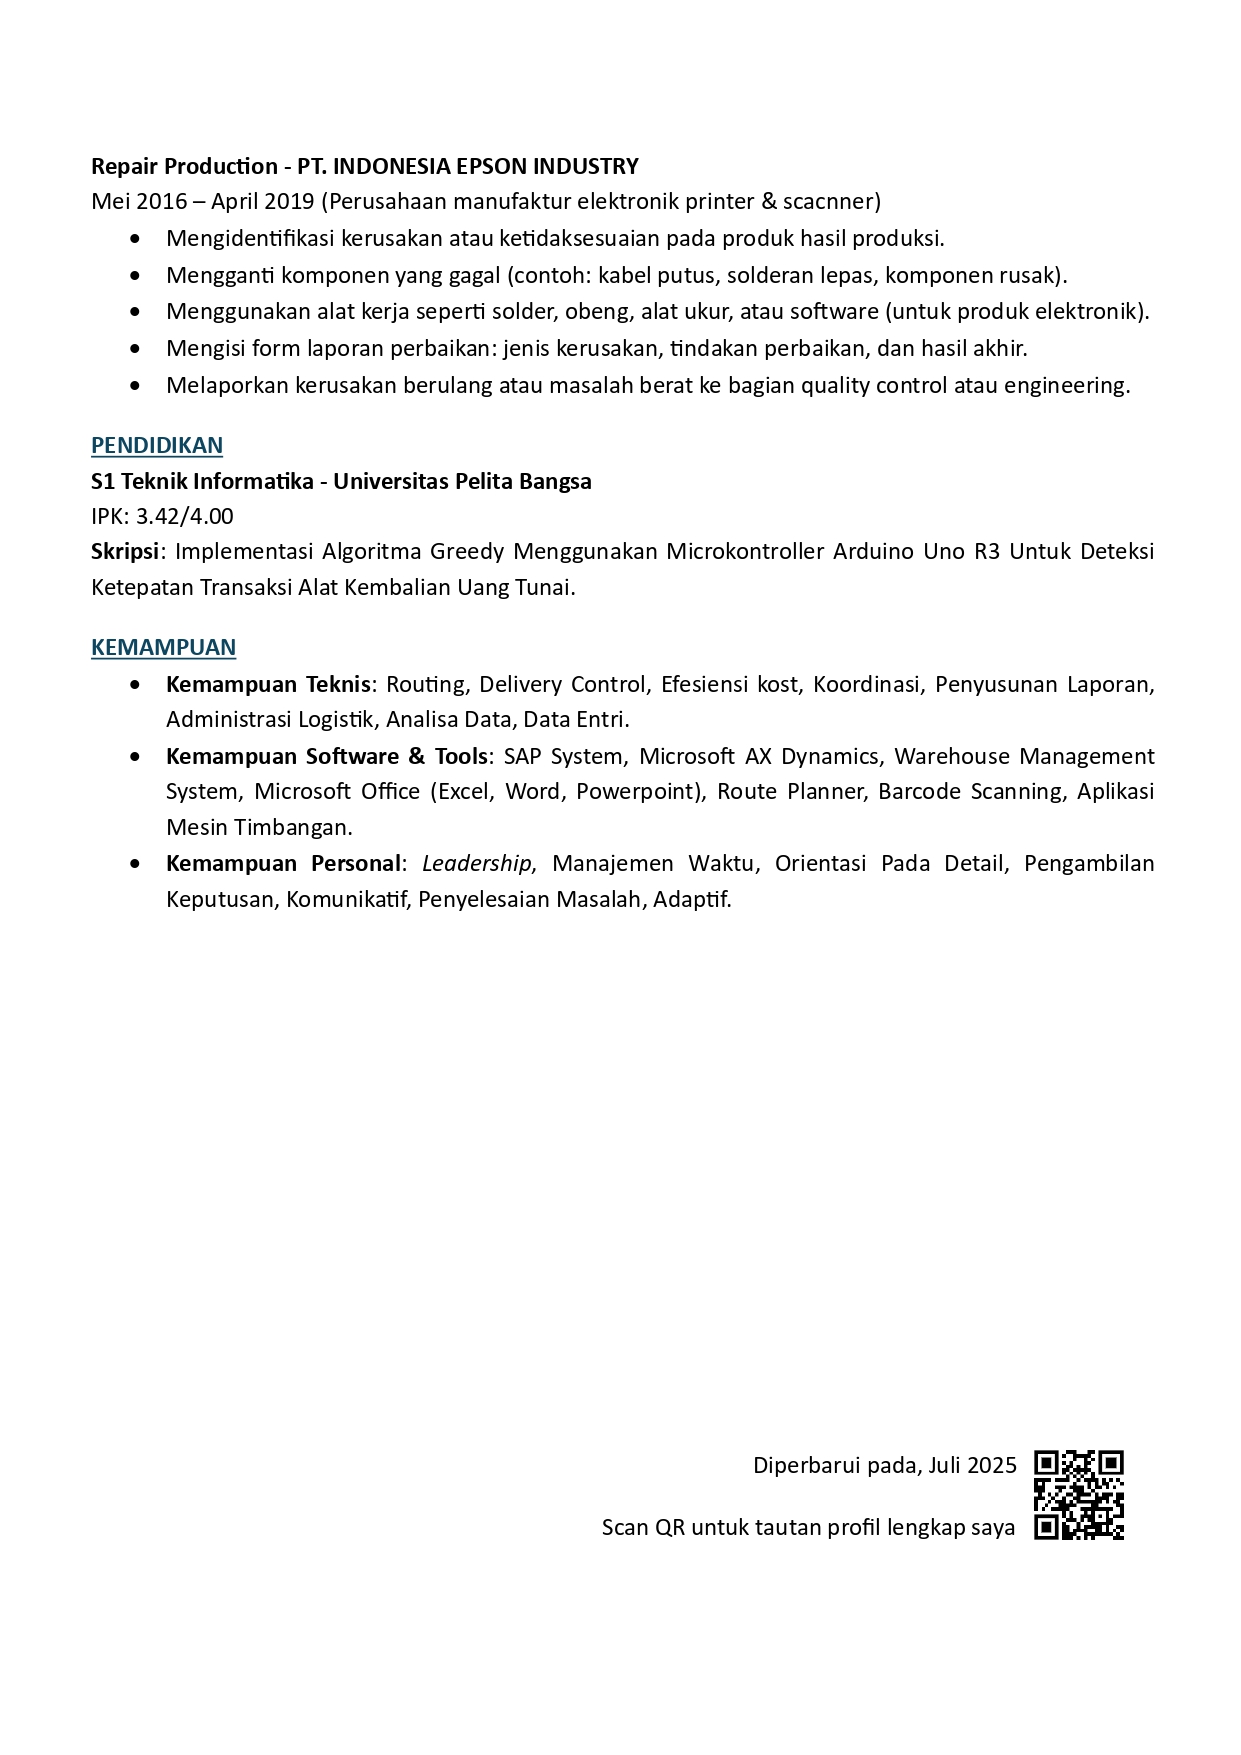 Repair Production - PT. INDONESIA EPSON INDUSTRY
Mei 2016 – April 2019 (Perusahaan manufaktur elektronik printer & scacnner)
• Mengidentifikasi kerusakan atau ketidaksesuaian pada produk hasil produksi.
• Mengganti komponen yang gagal (contoh: kabel putus, solderan lepas, komponen rusak).
• Menggunakan alat kerja seperti solder, obeng, alat ukur, atau software (untuk produk elektronik).
• Mengisi form laporan perbaikan: jenis kerusakan, tindakan perbaikan, dan hasil akhir.
• Melaporkan kerusakan berulang atau masalah berat ke bagian quality control atau engineering.
PENDIDIKAN
S1 Teknik Informatika - Universitas Pelita Bangsa
IPK: 3.42/4.00
Skripsi: Implementasi Algoritma Greedy Menggunakan Microkontroller Arduino Uno R3 Untuk Deteksi
Ketepatan Transaksi Alat Kembalian Uang Tunai.
KEMAMPUAN
• Kemampuan Teknis: Routing, Delivery Control, Efesiensi kost, Koordinasi, Penyusunan Laporan,
Administrasi Logistik, Analisa Data, Data Entri.
• Kemampuan Software & Tools: SAP System, Microsoft AX Dynamics, Warehouse Management
System, Microsoft Office (Excel, Word, Powerpoint), Route Planner, Barcode Scanning, Aplikasi
Mesin Timbangan.
• Kemampuan Personal: Leadership, Manajemen Waktu, Orientasi Pada Detail, Pengambilan
Keputusan, Komunikatif, Penyelesaian Masalah, Adaptif.
Diperbarui pada, Juli 2025
Scan QR untuk tautan profil lengkap saya